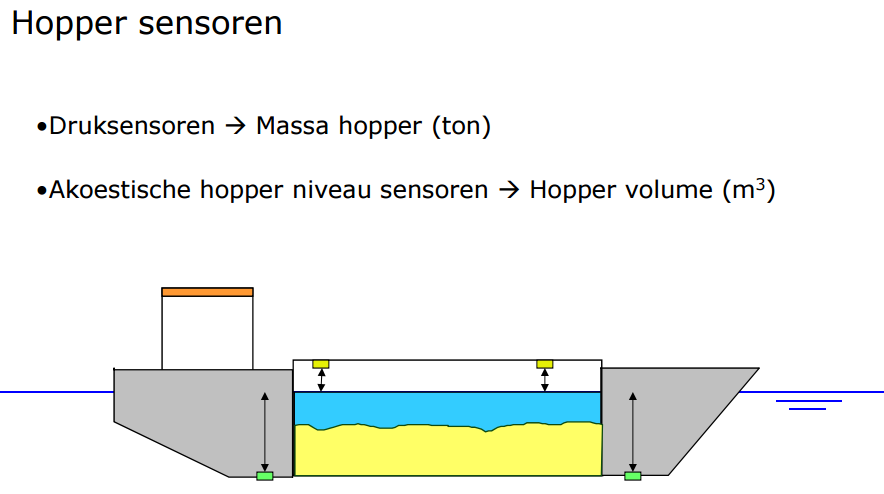 Hopper sensoren
•Druksensoren → Massa hopper (ton)
•Akoestische hopper niveau sensoren → Hopper volume (m³)